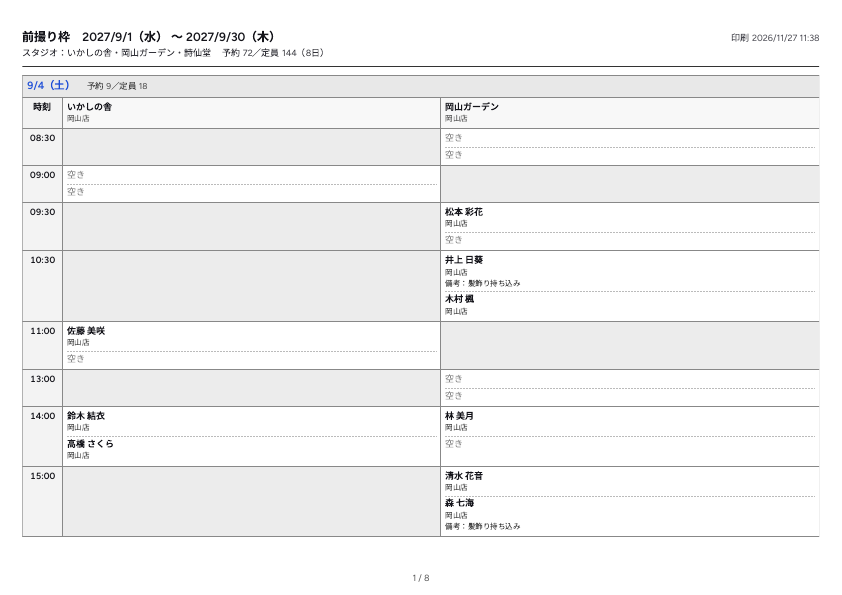 前撮り枠 2027/9/1（水）～2027/9/30（木）
印刷 2026/11/27 11:38
スタジオ：いかしの舎・岡山ガーデン・詩仙堂 予約 72／定員 144（8日）
9/4（土） 予約 9／定員 18
時刻
いかしの舎
岡山店
岡山ガーデン
岡山店
08:30
空き
空き
09:00
空き
空き
09:30
松本 彩花
岡山店
空き
10:30
井上 日葵
岡山店
備考：髪飾り持ち込み
木村 楓
岡山店
11:00
佐藤 美咲
岡山店
空き
13:00
空き
空き
14:00
鈴木 結衣
岡山店
高橋 さくら
岡山店
林 美月
岡山店
空き
15:00
清水 花音
岡山店
森 七海
岡山店
備考：髪飾り持ち込み
1 / 8